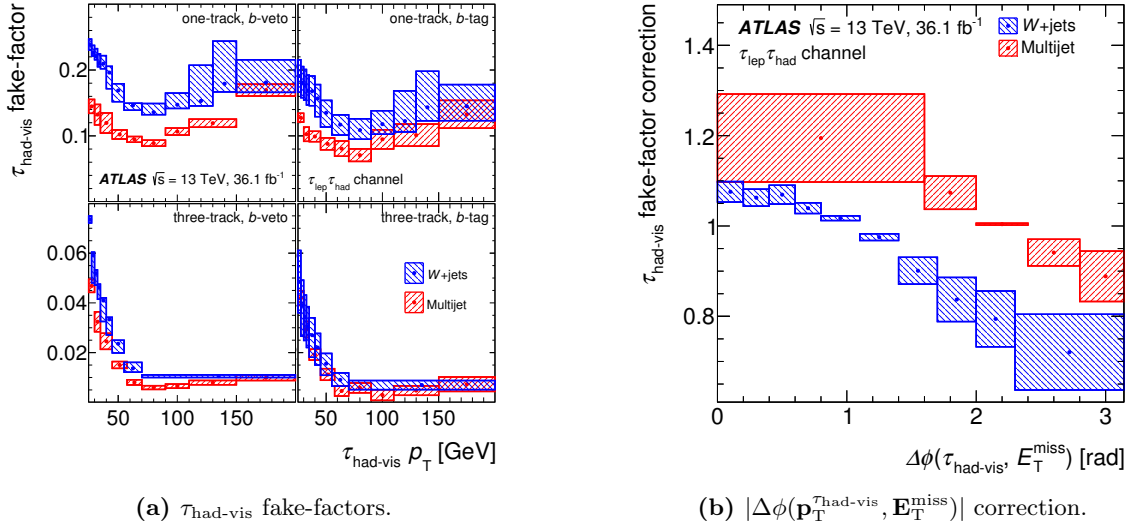 τhad-vis fake-factor
one-track, b-veto
one-track, b-tag
0.2
0.1
ATLAS √s = 13 TeV, 36.1 fb-1
τlepτhad channel
three-track, b-veto
three-track, b-tag
0.06
0.04
0.02
W+jets
Multijet
50 100 150 50 100 150
τhad-vis pT [GeV]
(a) τhad-vis fake-factors.
τhad-vis fake-factor correction
ATLAS √s = 13 TeV, 36.1 fb-1
τlepτhad channel
W+jets
Multijet
1.4
1.2
1
0.8
0 1 2 3
Δϕ(τhad-vis, ETmiss) [rad]
(b) |Δϕ(pTτhad-vis, ETmiss)| correction.